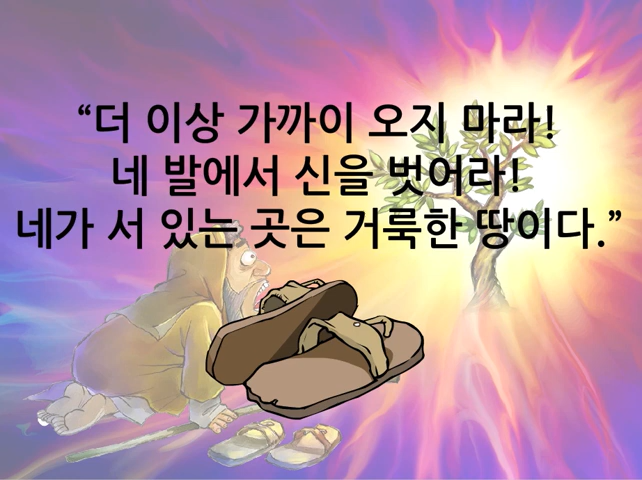 “더 이상 가까이 오지 마라!
네 발에서 신을 벗어라!
네가 서 있는 곳은 거룩한 땅이다.”